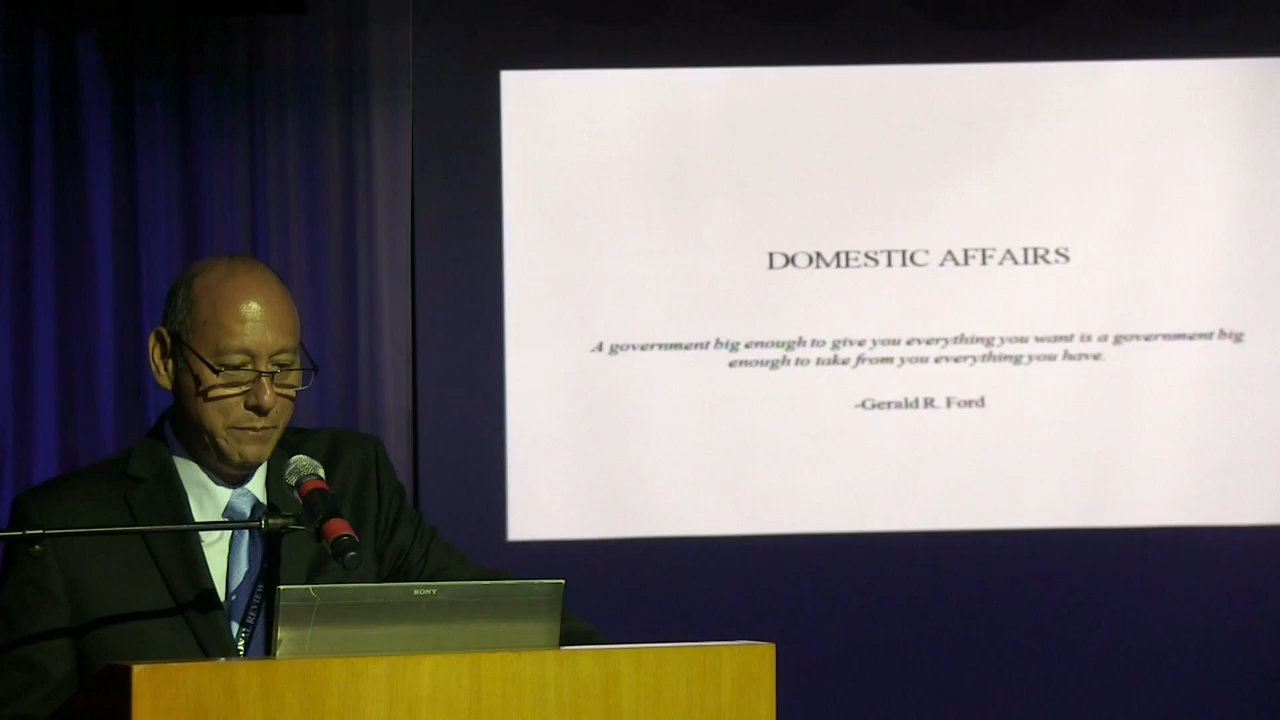 DOMESTIC AFFAIRS
A government big enough to give you everything you want is a government big
enough to take from you everything you have.
-Gerald R. Ford
SONY
REVIEW